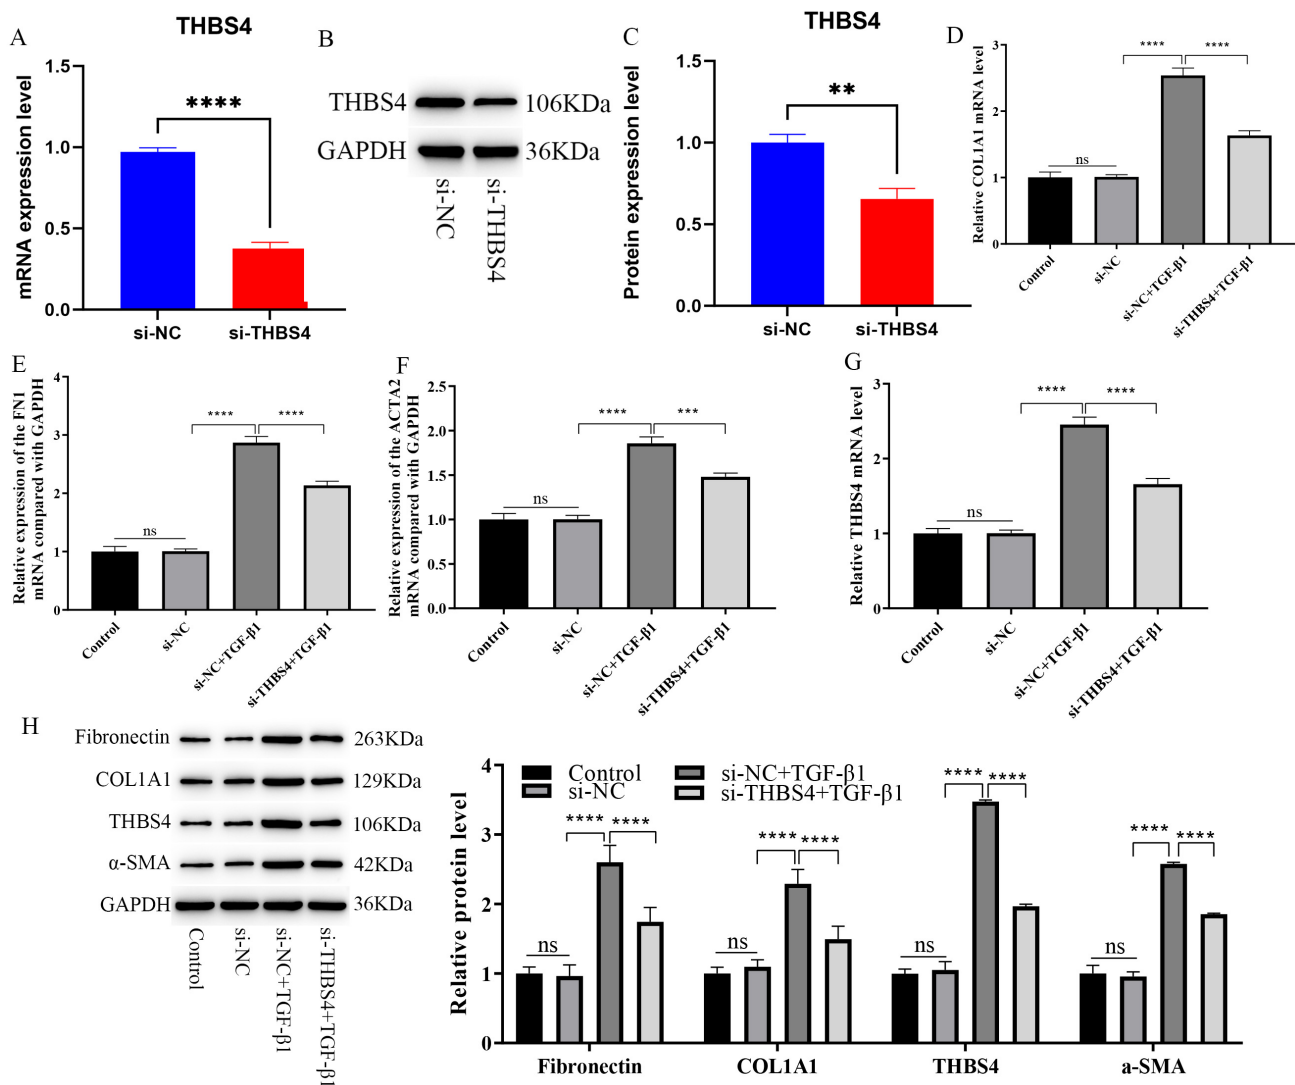 A
THBS4
mRNA expression level
1.5
1.0
0.5
0.0
****
si-NC
si-THBS4
B
THBS4
106KDa
GAPDH
36KDa
si-NC
si-THBS4
C
THBS4
Protein expression level
1.5
1.0
0.5
0.0
**
si-NC
si-THBS4
D
Relative COL1A1 mRNA level
3
2
1
0
ns
****
****
Control
si-NC
si-NC+TGF-β1
si-THBS4+TGF-β1
E
Relative expression of the FN1
mRNA compared with GAPDH
4
3
2
1
0
ns
****
****
Control
si-NC
si-NC+TGF-β1
si-THBS4+TGF-β1
F
Relative expression of the ACTA2
mRNA compared with GAPDH
2.5
2.0
1.5
1.0
0.5
0.0
ns
****
***
Control
si-NC
si-NC+TGF-β1
si-THBS4+TGF-β1
G
Relative THBS4 mRNA level
3
2
1
0
ns
****
****
Control
si-NC
si-NC+TGF-β1
si-THBS4+TGF-β1
H
Fibronectin
263KDa
COL1A1
129KDa
THBS4
106KDa
α-SMA
42KDa
GAPDH
36KDa
Control
si-NC
si-NC+TGF-β1
si-THBS4+TGF-β1
Relative protein level
4
3
2
1
0
Control
si-NC
si-NC+TGF-β1
si-THBS4+TGF-β1
ns
****
****
ns
****
****
ns
****
****
ns
****
****
Fibronectin
COL1A1
THBS4
a-SMA